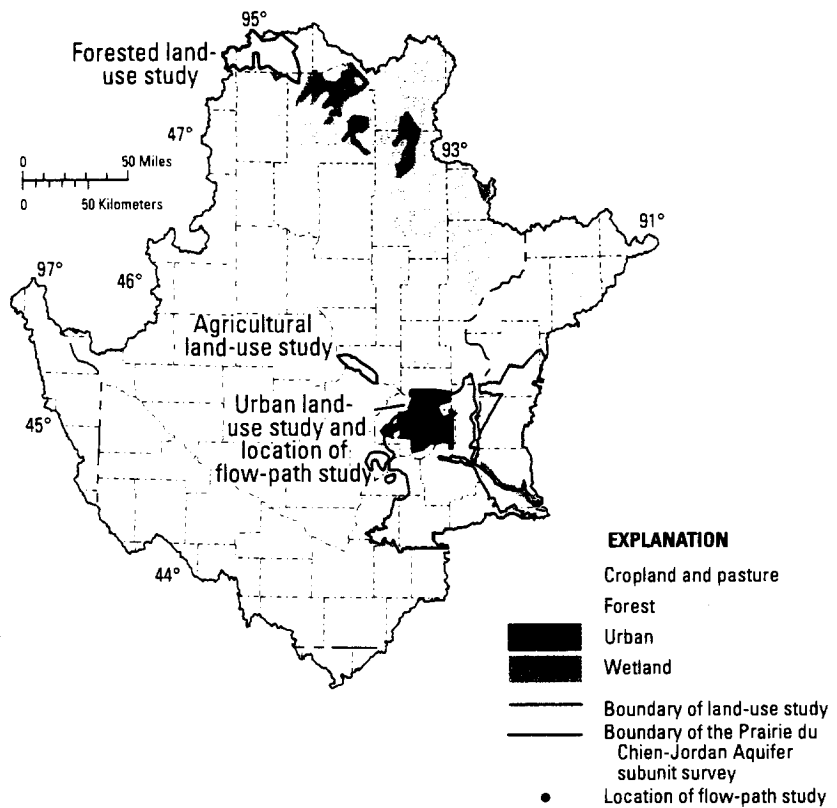 95°
Forested land-
use study
47°
0 50 Miles
0 50 Kilometers
93°
91°
97°
46°
Agricultural
land-use study
Urban land-
use study and
location of
flow-path study
45°
44°
EXPLANATION
Cropland and pasture
Forest
Urban
Wetland
Boundary of land-use study
Boundary of the Prairie du
Chien-Jordan Aquifer
subunit survey
Location of flow-path study